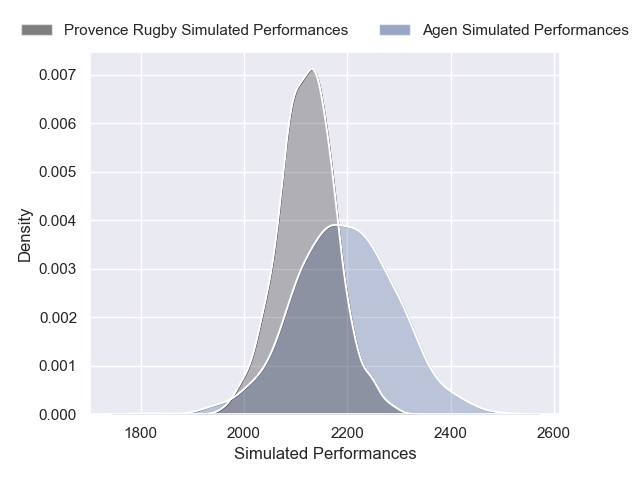 Provence Rugby Simulated Performances
Agen Simulated Performances
0.007
0.006
0.005
0.004
0.003
0.002
0.001
0.000
Density
1800 2000 2200 2400 2600
Simulated Performances